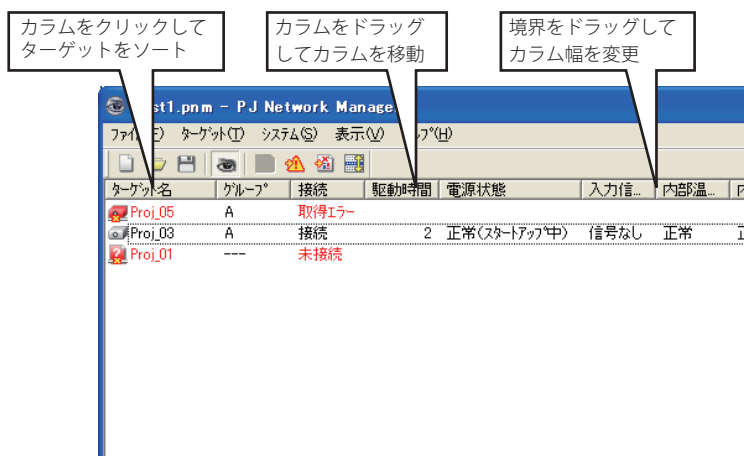 カラムをクリックして
ターゲットをソート
カラムをドラッグ
してカラムを移動
境界をドラッグして
カラム幅を変更
st1.pnm - PJ Network Manage
ターゲット(T) システム(S) 表示(V)
ターゲット名 グループ 接続 駆動時間 電源状態 入力信... 内部温...
Proj_05 A 取得エラー
Proj_03 A 接続 2 正常(スタートアップ中) 信号なし 正常
Proj_01 --- 未接続